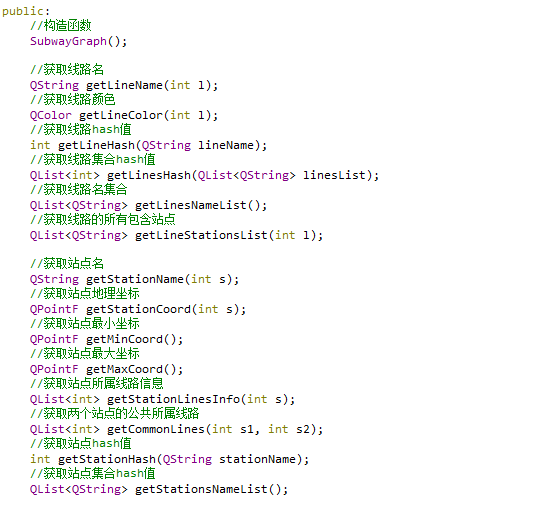 public:
//构造函数
SubwayGraph();
//获取线路名
QString getLineName(int l);
//获取线路颜色
QColor getLineColor(int l);
//获取线路hash值
int getLineHash(QString lineName);
//获取线路集合hash值
QList<int> getLinesHash(QList<QString> linesList);
//获取线路名集合
QList<QString> getLinesNameList();
//获取线路的所有包含站点
QList<QString> getLineStationsList(int l);
//获取站点名
QString getStationName(int s);
//获取站点地理坐标
QPointF getStationCoord(int s);
//获取站点最小坐标
QPointF getMinCoord();
//获取站点最大坐标
QPointF getMaxCoord();
//获取站点所属线路信息
QList<int> getStationLinesInfo(int s);
//获取两个站点的公共所属线路
QList<int> getCommonLines(int s1, int s2);
//获取站点hash值
int getStationHash(QString stationName);
//获取站点集合hash值
QList<QString> getStationsNameList();